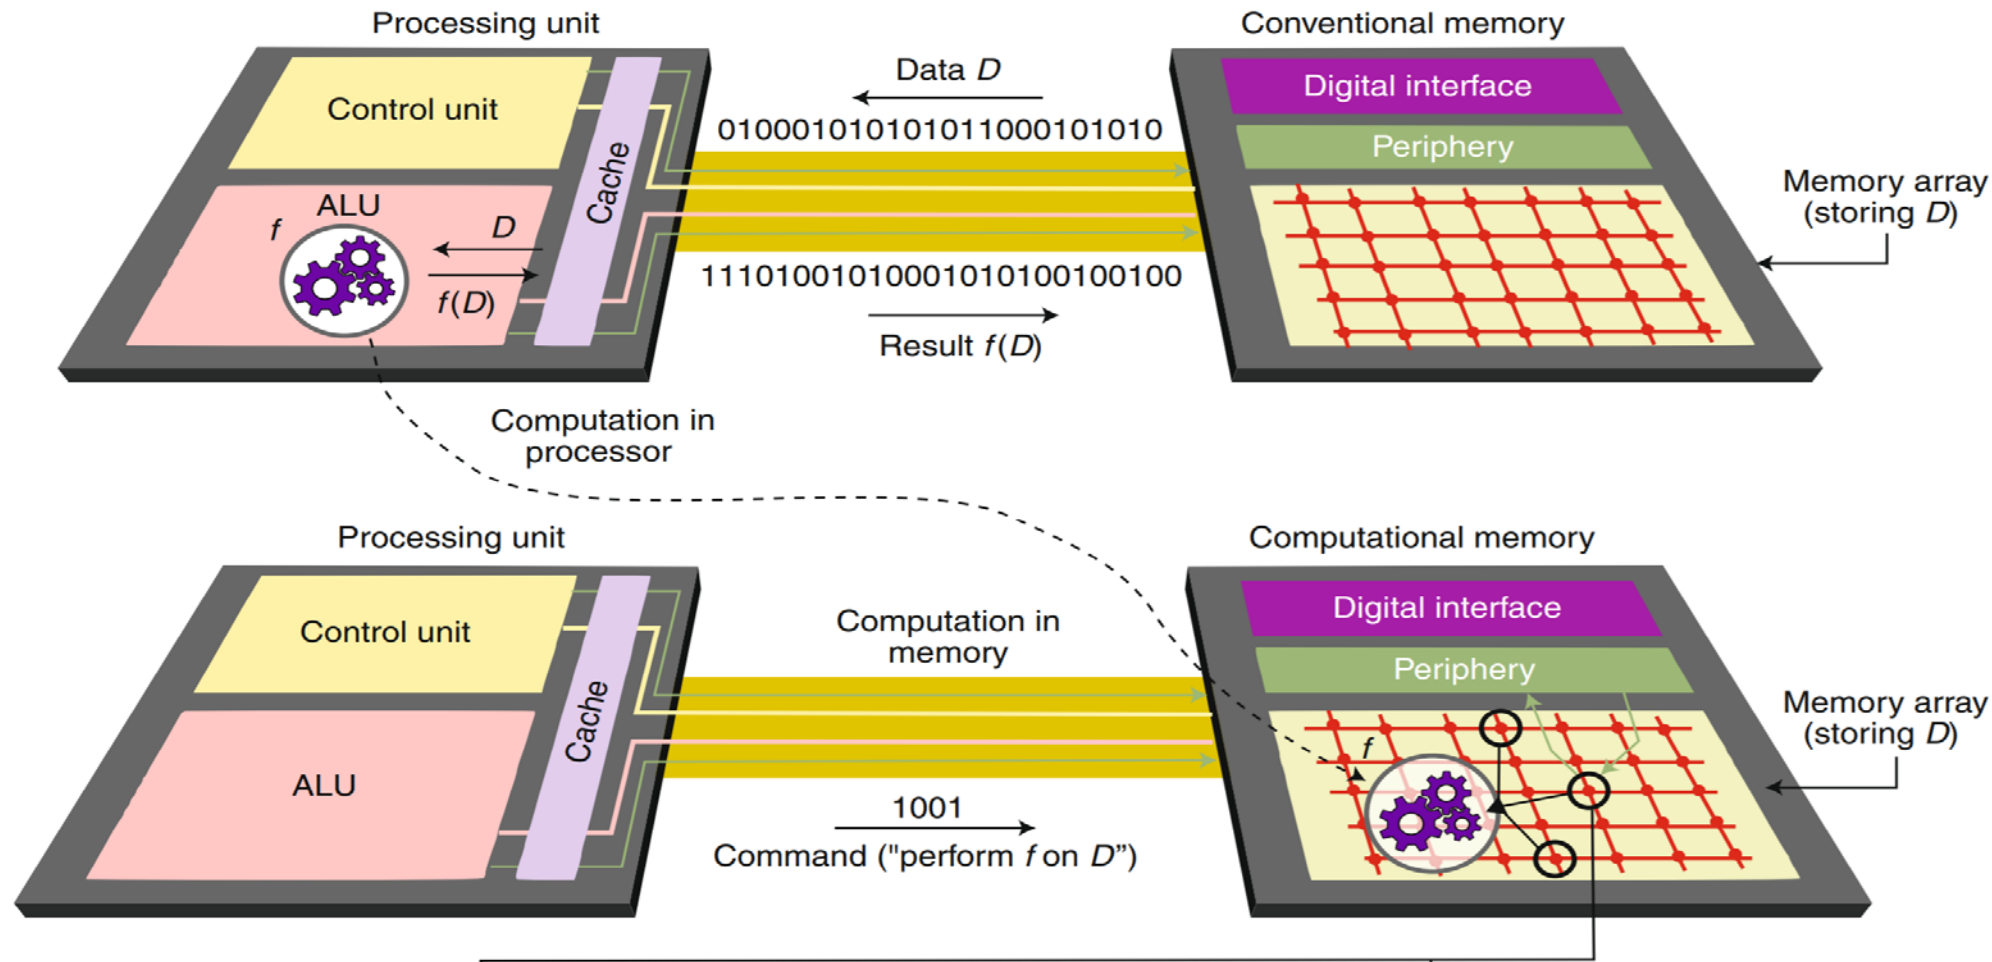 Processing unit
Conventional memory
Control unit
Cache
ALU
f
D
f(D)
Data D
010001010101011000101010
11101001010001010100100100
Result f(D)
Digital interface
Periphery
Memory array
(storing D)
Computation in
processor
Processing unit
Computational memory
Control unit
Cache
ALU
Computation in
memory
1001
Command ("perform f on D”)
Digital interface
Periphery
f
Memory array
(storing D)